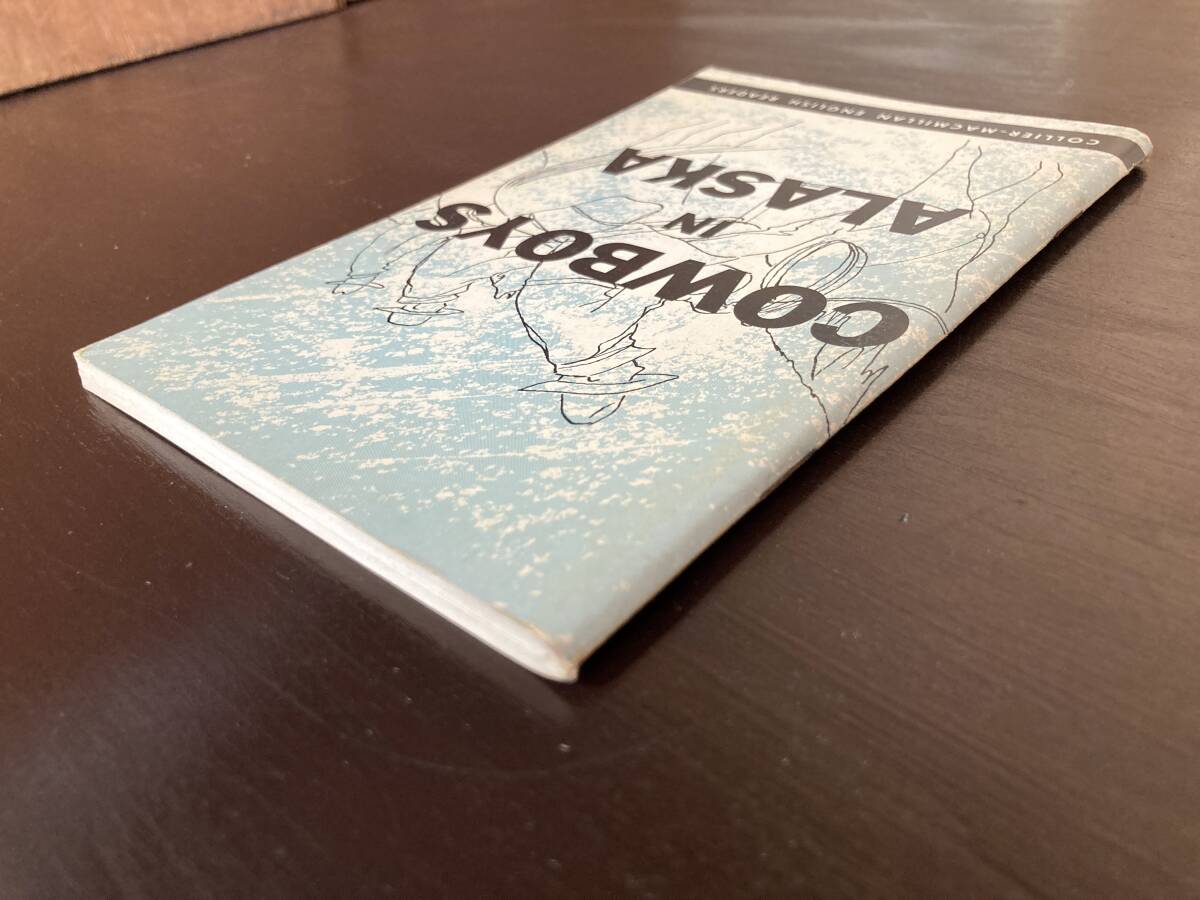 COWBOYS
IN
ALASKA
COLLIER-MACMILLAN ENGLISH READERS